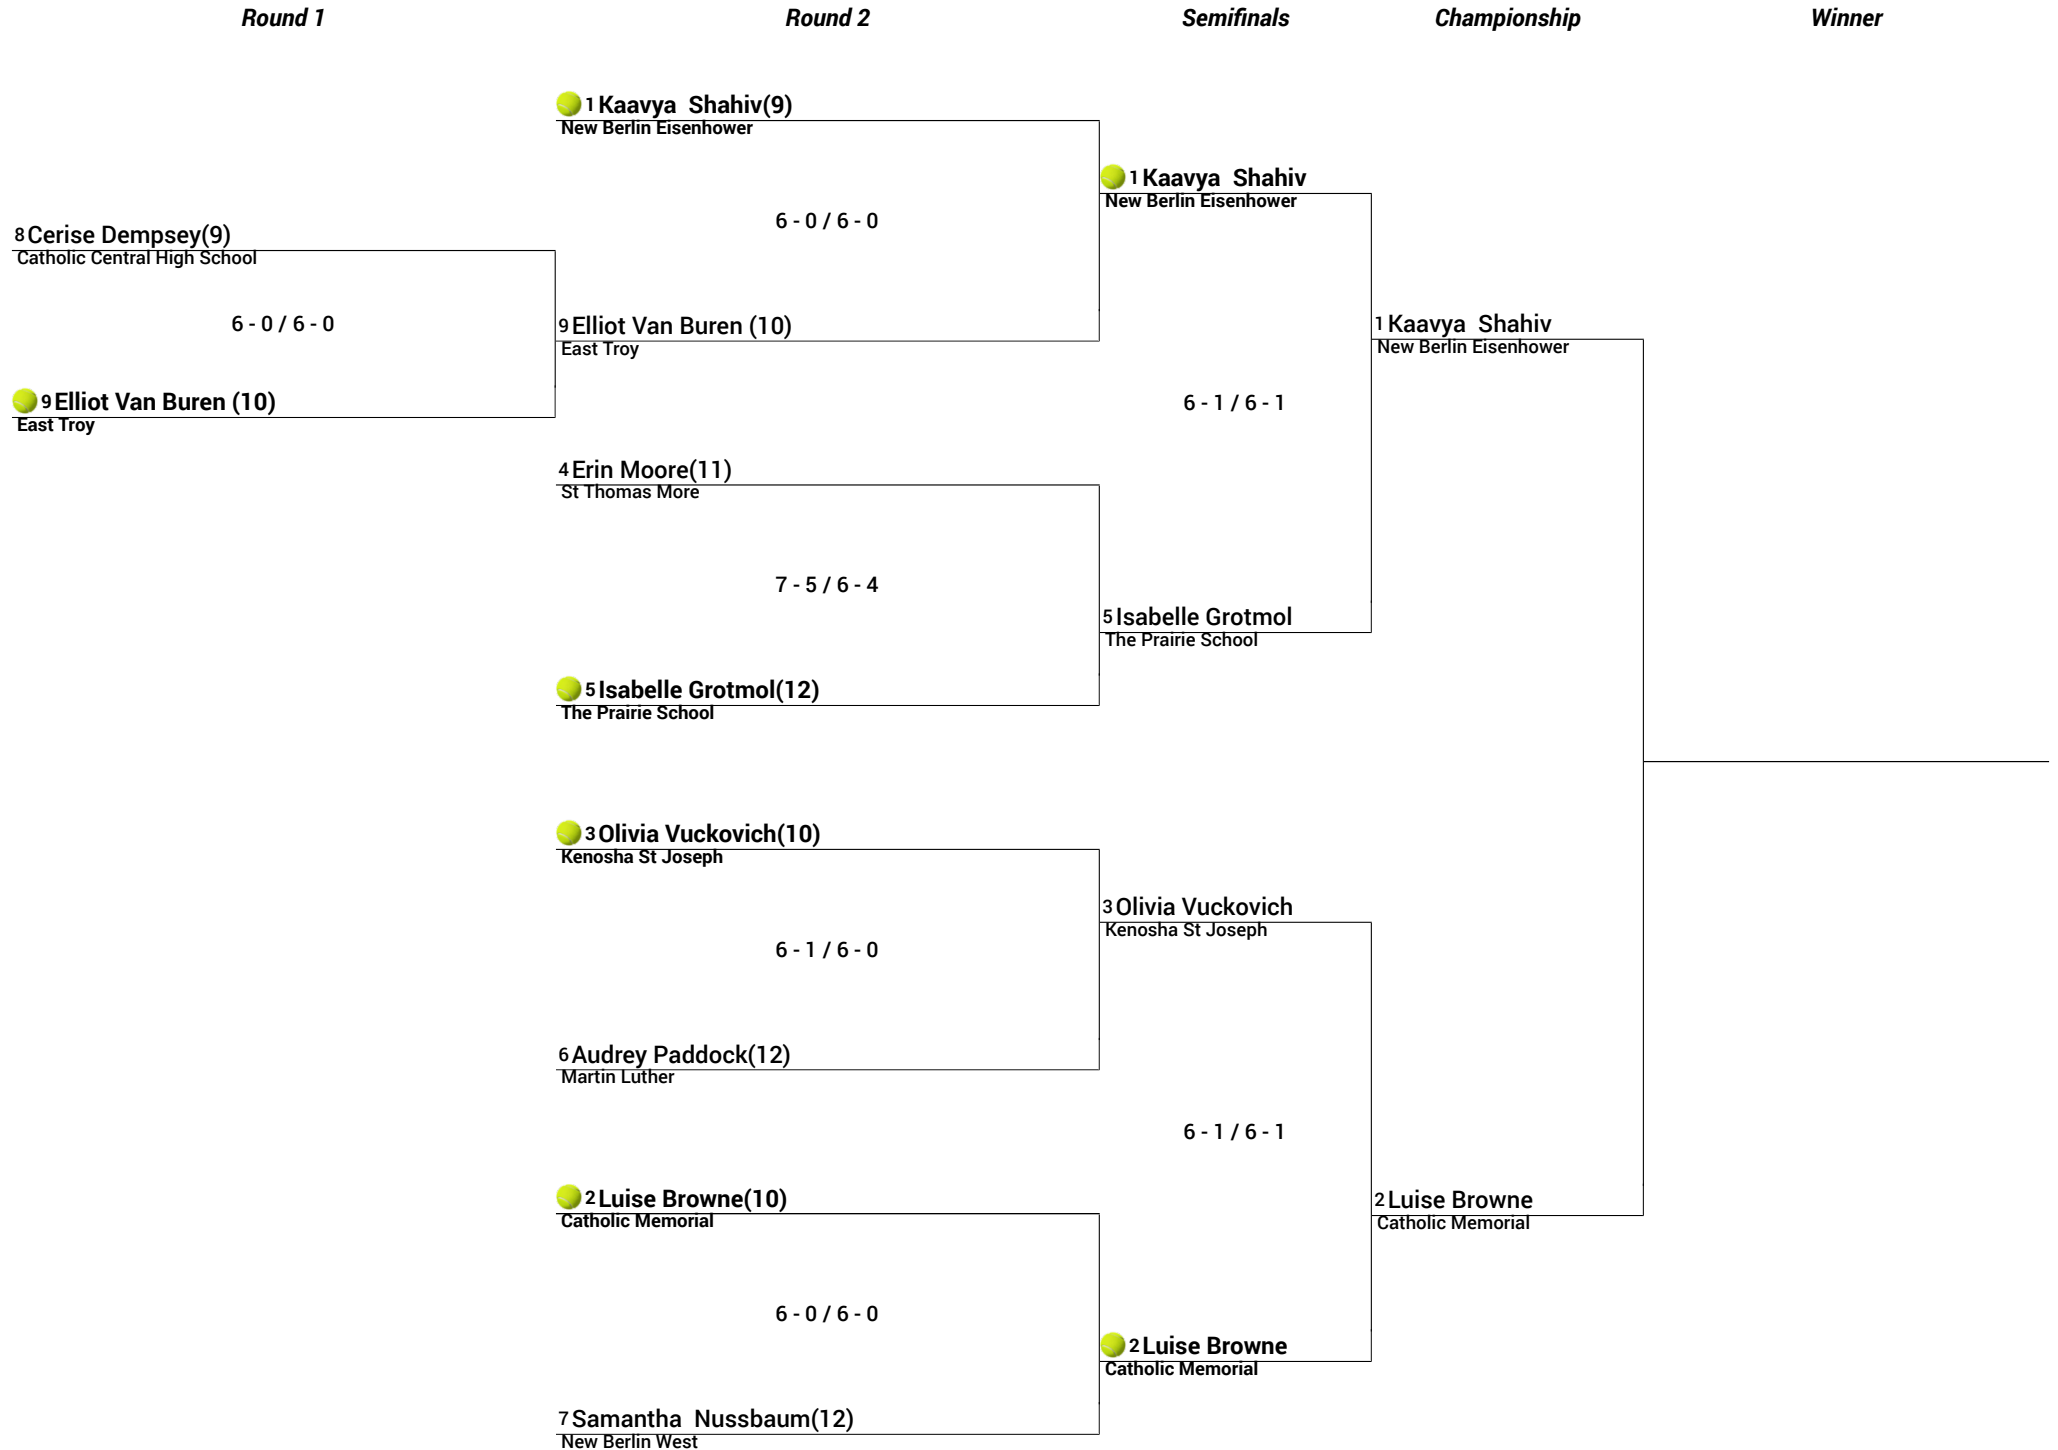 Round 1 Round 2 Semifinals Championship Winner
1 Kaavya  Shahiv(9)
New Berlin Eisenhower
1 Kaavya  Shahiv
New Berlin Eisenhower
6 - 0 / 6 - 0
8 Cerise Dempsey(9)
Catholic Central High School
6 - 0 / 6 - 0
9 Elliot Van Buren (10)
East Troy
1 Kaavya  Shahiv
New Berlin Eisenhower
9 Elliot Van Buren (10)
East Troy
6 - 1 / 6 - 1
4 Erin Moore(11)
St Thomas More
7 - 5 / 6 - 4
5 Isabelle Grotmol
The Prairie School
5 Isabelle Grotmol(12)
The Prairie School
3 Olivia Vuckovich(10)
Kenosha St Joseph
3 Olivia Vuckovich
Kenosha St Joseph
6 - 1 / 6 - 0
6 Audrey Paddock(12)
Martin Luther
6 - 1 / 6 - 1
2 Luise Browne(10)
Catholic Memorial
2 Luise Browne
Catholic Memorial
6 - 0 / 6 - 0
2 Luise Browne
Catholic Memorial
7 Samantha  Nussbaum(12)
New Berlin West